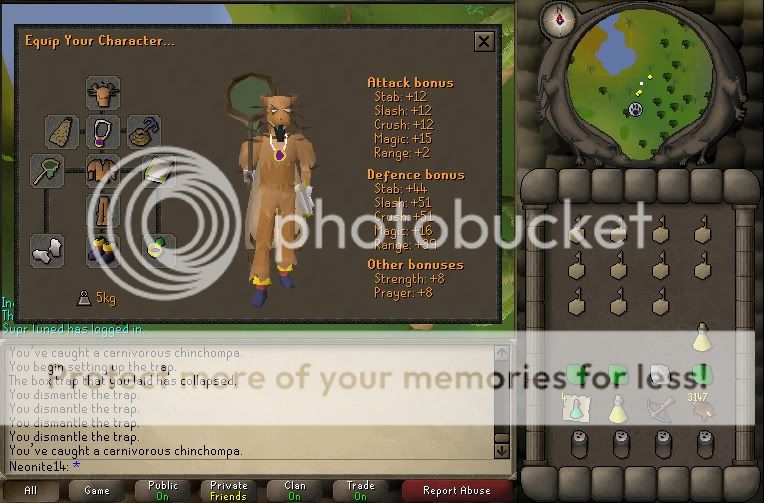 Equip Your Character...
X
Attack bonus
Stab: +12
Slash: +12
Crush: +12
Magic: +15
Range: +2
Defence bonus
Stab: +44
Slash: +51
Crush: +51
Magic: +16
Range: +39
Other bonuses
Strength: +8
Prayer: +8
5kg
N
photobucket
Protect more of your memories for less!
SuprTuned has logged in.
You've caught a carnivorous chinchompa.
You begin setting up the trap.
The box trap that you laid has collapsed.
You dismantle the trap.
You dismantle the trap.
You dismantle the trap.
You dismantle the trap.
You've caught a carnivorous chinchompa.
Neonite14: *
4
3147
All
Game
Public
On
Private
Friends
Clan
On
Trade
On
Report Abuse